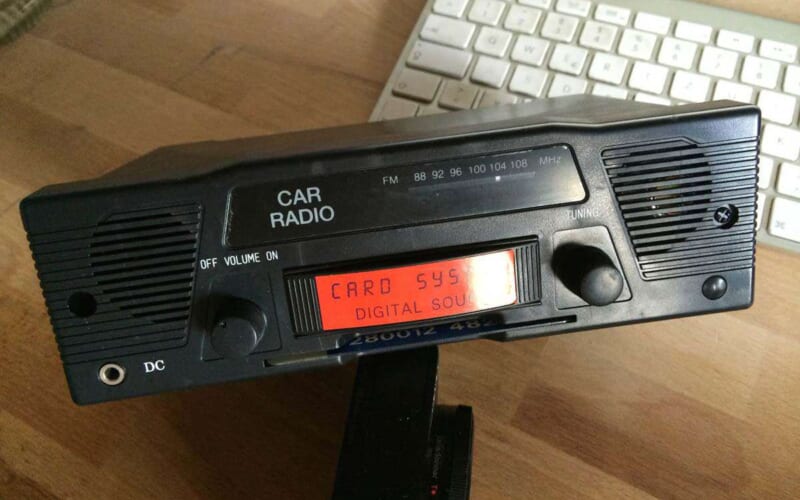 FM 88 92 96 100 104 108 MHz
CAR
RADIO
TUNING
OFF VOLUME ON
CARD SYS
DIGITAL SOU
DC